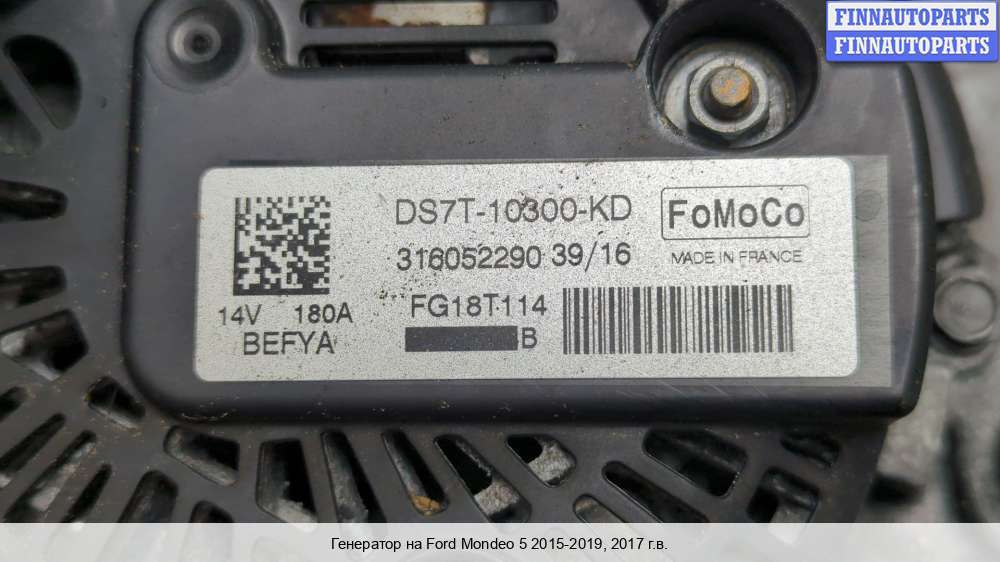 FINNAUTOPARTS
FINNAUTOPARTS
DS7T-10300-KD
FoMoCo
316052290 39/16
MADE IN FRANCE
14V 180A
FG18T114
BEFYA
B
Генератор на Ford Mondeo 5 2015-2019, 2017 г.в.